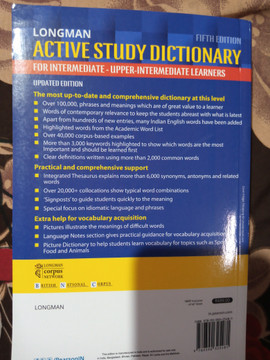 LONGMAN
FIFTH EDITION
ACTIVE STUDY DICTIONARY
FOR INTERMEDIATE - UPPER-INTERMEDIATE LEARNERS
UPDATED EDITION
The most up-to-date and comprehensive dictionary at this level
Over 100,000, phrases and meanings which are of great value to a learner
Words of contemporary relevance to keep the students abreast with what is latest
Apart from hundreds of new entries, many Indian English words have been added
Highlighted words from the Academic Word List
Over 40,000 corpus-based examples
More than 3,000 keywords highlighted to show which words are the most
important and should be learned first
Clear definitions written using more than 2,000 common words
Practical and comprehensive support
Integrated Thesaurus explains more than 6,000 synonyms, antonyms and related
words
Over 20,000+ collocations show typical word combinations
'Signposts' to guide students quickly to the meaning
Special focus on idiomatic language and phrases
Extra help for vocabulary acquisition
Pictures illustrate the meanings of difficult words
Language Notes section gives practical guidance for vocabulary acquisition
Picture Dictionary to help students learn vocabulary for topics such as
Food and Animals
LONGMAN
corpus
NETWORK
BRITISH NATIONAL CORPUS
LONGMAN